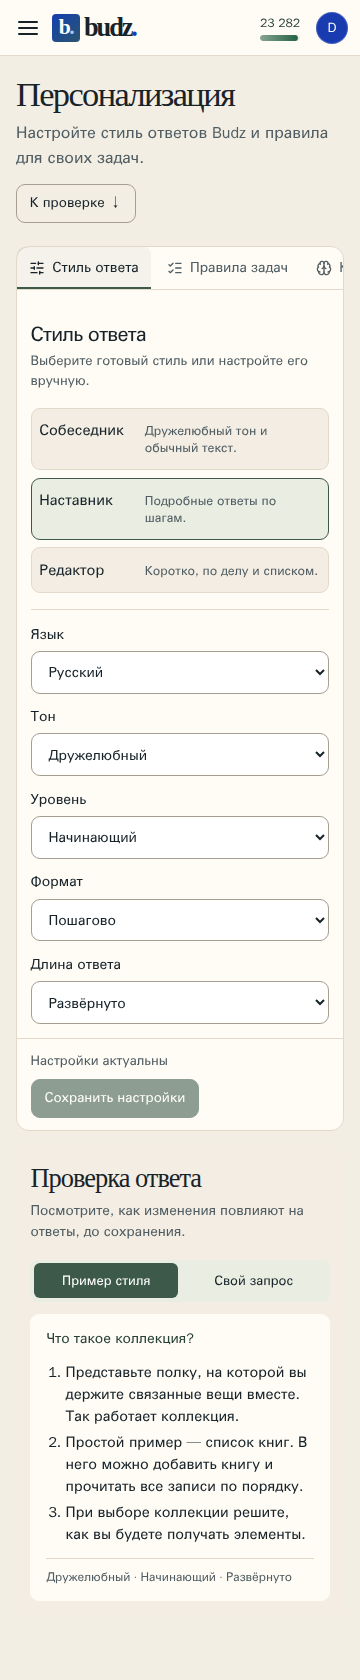 b. budz.
23 282
D
Персонализация
Настройте стиль ответов Budz и правила
для своих задач.
К проверке ↓
Стиль ответа
Правила задач
Стиль ответа
Выберите готовый стиль или настройте его
вручную.
Собеседник
Дружелюбный тон и
обычный текст.
Наставник
Подробные ответы по
шагам.
Редактор
Коротко, по делу и списком.
Язык
Русский
Тон
Дружелюбный
Уровень
Начинающий
Формат
Пошагово
Длина ответа
Развёрнуто
Настройки актуальны
Сохранить настройки
Проверка ответа
Посмотрите, как изменения повлияют на
ответы, до сохранения.
Пример стиля
Свой запрос
Что такое коллекция?
1. Представьте полку, на которой вы
держите связанные вещи вместе.
Так работает коллекция.
2. Простой пример — список книг. В
него можно добавить книгу и
прочитать все записи по порядку.
3. При выборе коллекции решите,
как вы будете получать элементы.
Дружелюбный · Начинающий · Развёрнуто